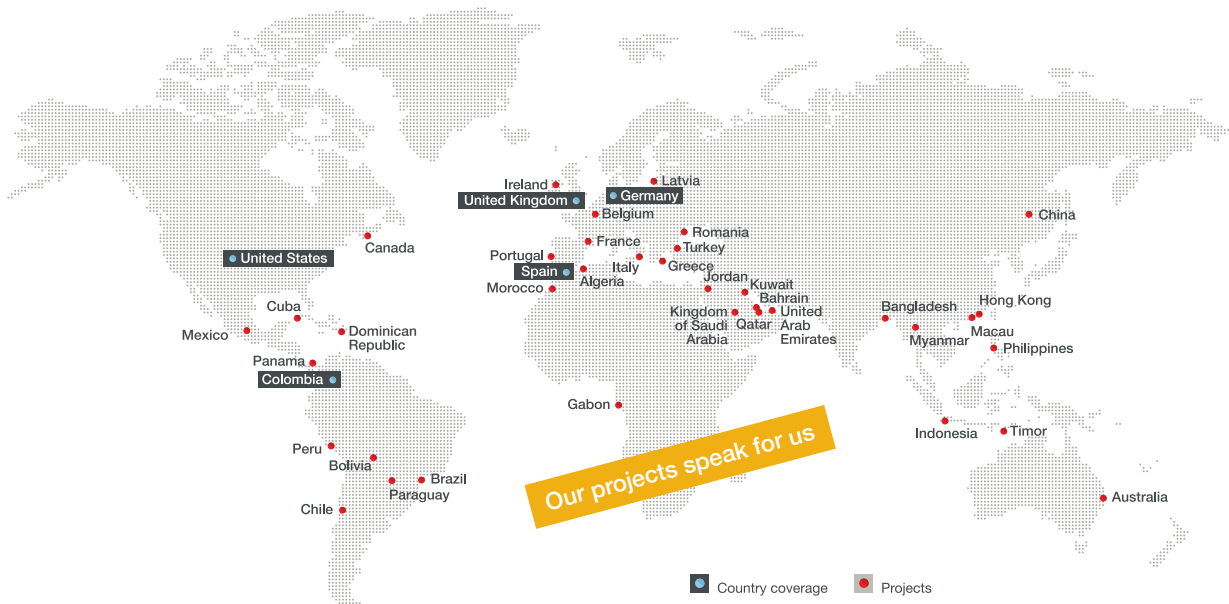 Ireland
Latvia
United Kingdom
Germany
Belgium
China
Canada
France
Romania
Turkey
Portugal
United States
Spain
Italy
Greece
Algeria
Morocco
Jordan
Kuwait
Bahrain
Kingdom
of Saudi
Arabia
Qatar
United
Arab
Emirates
Bangladesh
Hong Kong
Macau
Myanmar
Philippines
Cuba
Mexico
Dominican
Republic
Panama
Colombia
Gabon
Indonesia
Timor
Peru
Bolivia
Brazil
Paraguay
Chile
Our projects speak for us
Australia
Country coverage
Projects